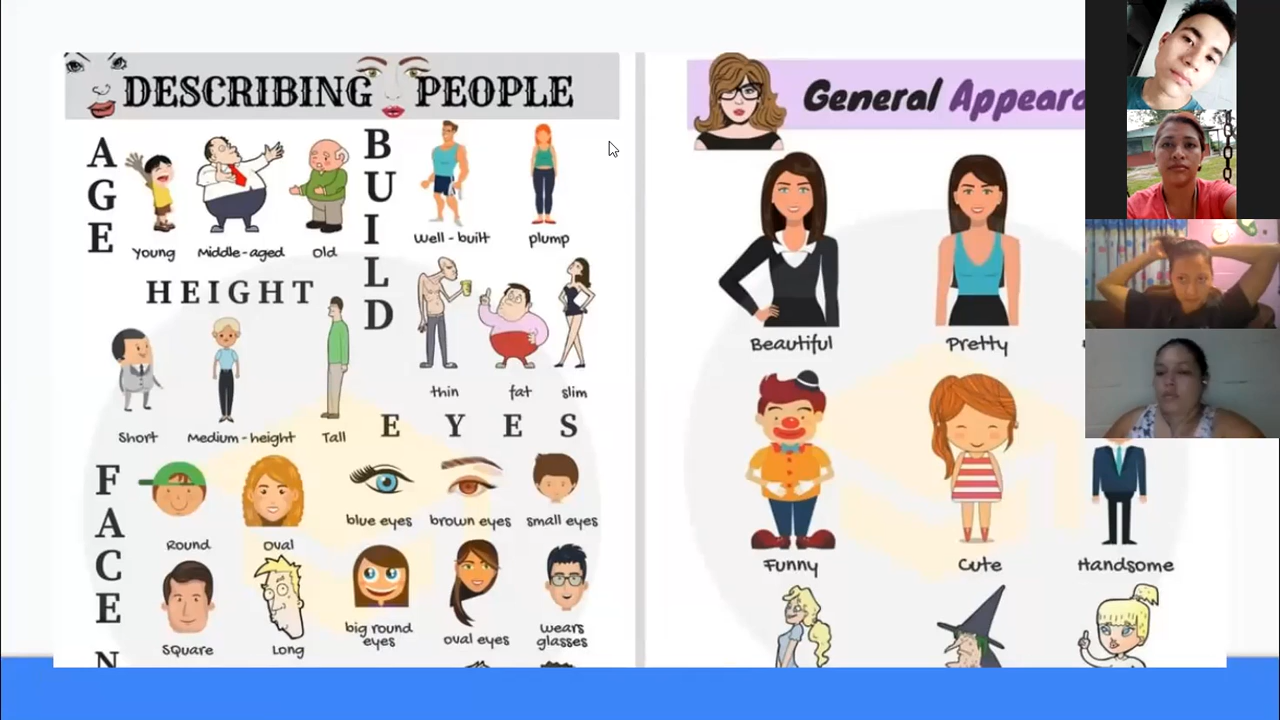 DESCRIBING PEOPLE
AGE
Young Middle-aged Old
BUILD
Well-built plump
thin fat slim
HEIGHT
Short Medium-height Tall
EYES
blue eyes brown eyes small eyes
big round eyes oval eyes wears glasses
FACE
Round Oval
SQuare Long
N
General Appeara
Beautiful Pretty
Funny Cute Handsome